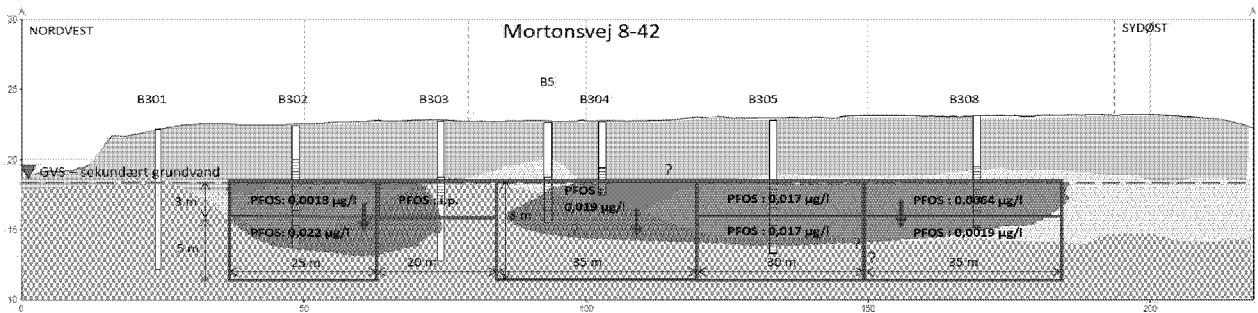 A A
30
NORDVEST Mortonsvej 8-42 SYDØST
B5
25
B301 B302 B303 B304 B305 B308
20
GVS – sekundært grundvand ?
3 m PFOS: 0,0018 µg/l PFOS: i.p. PFOS : 0,019 µg/l PFOS : 0,017 µg/l PFOS : 0,0064 µg/l
8 m
15
5 m PFOS: 0,022 µg/l PFOS : 0,017 µg/l PFOS : 0,0019 µg/l
?
25 m 20 m 35 m 30 m 35 m
10
0 50 100 150 200